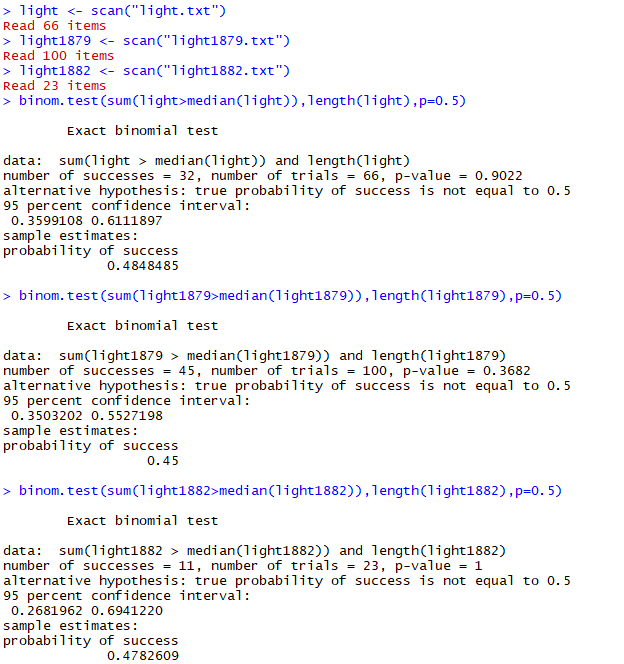 > light <- scan("light.txt")
Read 66 items
> light1879 <- scan("light1879.txt")
Read 100 items
> light1882 <- scan("light1882.txt")
Read 23 items
> binom.test(sum(light>median(light)),length(light),p=0.5)
Exact binomial test
data:  sum(light > median(light)) and length(light)
number of successes = 32, number of trials = 66, p-value = 0.9022
alternative hypothesis: true probability of success is not equal to 0.5
95 percent confidence interval:
0.3599108 0.6111897
sample estimates:
probability of success
0.4848485
> binom.test(sum(light1879>median(light1879)),length(light1879),p=0.5)
Exact binomial test
data:  sum(light1879 > median(light1879)) and length(light1879)
number of successes = 45, number of trials = 100, p-value = 0.3682
alternative hypothesis: true probability of success is not equal to 0.5
95 percent confidence interval:
0.3503202 0.5527198
sample estimates:
probability of success
0.45
> binom.test(sum(light1882>median(light1882)),length(light1882),p=0.5)
Exact binomial test
data:  sum(light1882 > median(light1882)) and length(light1882)
number of successes = 11, number of trials = 23, p-value = 1
alternative hypothesis: true probability of success is not equal to 0.5
95 percent confidence interval:
0.2681962 0.6941220
sample estimates:
probability of success
0.4782609